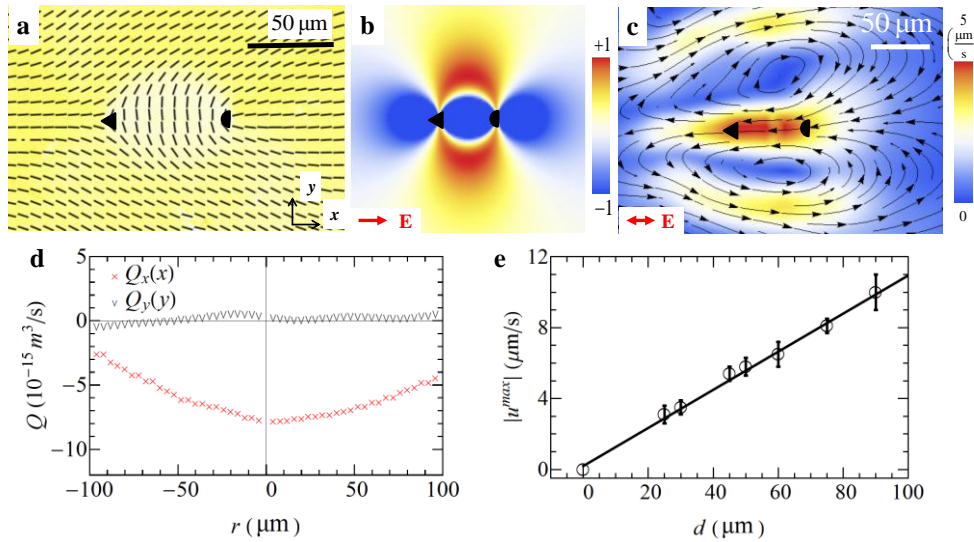 a
50 µm
y
x
b
E
+1
−1
c
50 µm
E
5
µm
s
0
d
5
0
−5
−10
Q (10⁻¹⁵ m³/s)
× Qx(x)
∨ Qy(y)
−100
−50
0
50
100
r (µm)
e
12
8
4
0
|u^max| (µm/s)
0
20
40
60
80
100
d (µm)